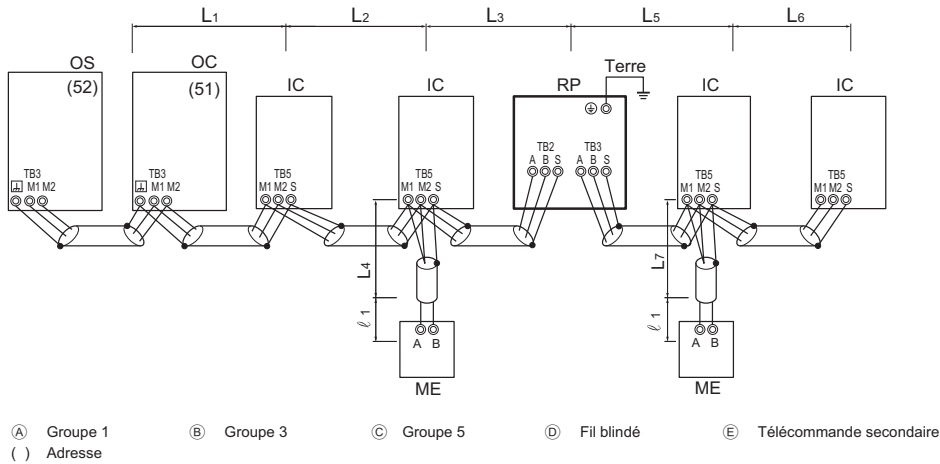 L1 L2 L3 L5 L6
OS OC IC IC RP Terre IC IC
(52) (51)
TB2 TB3
A B S A B S
TB3 TB3 TB5 TB5 TB5 TB5
M1 M2 M1 M2 M1 M2 S M1 M2 S M1 M2 S M1 M2 S
L4 L7
ℓ1 ℓ1
A B A B
ME ME
Ⓐ Groupe 1 Ⓑ Groupe 3 Ⓒ Groupe 5 Ⓓ Fil blindé Ⓔ Télécommande secondaire
( ) Adresse